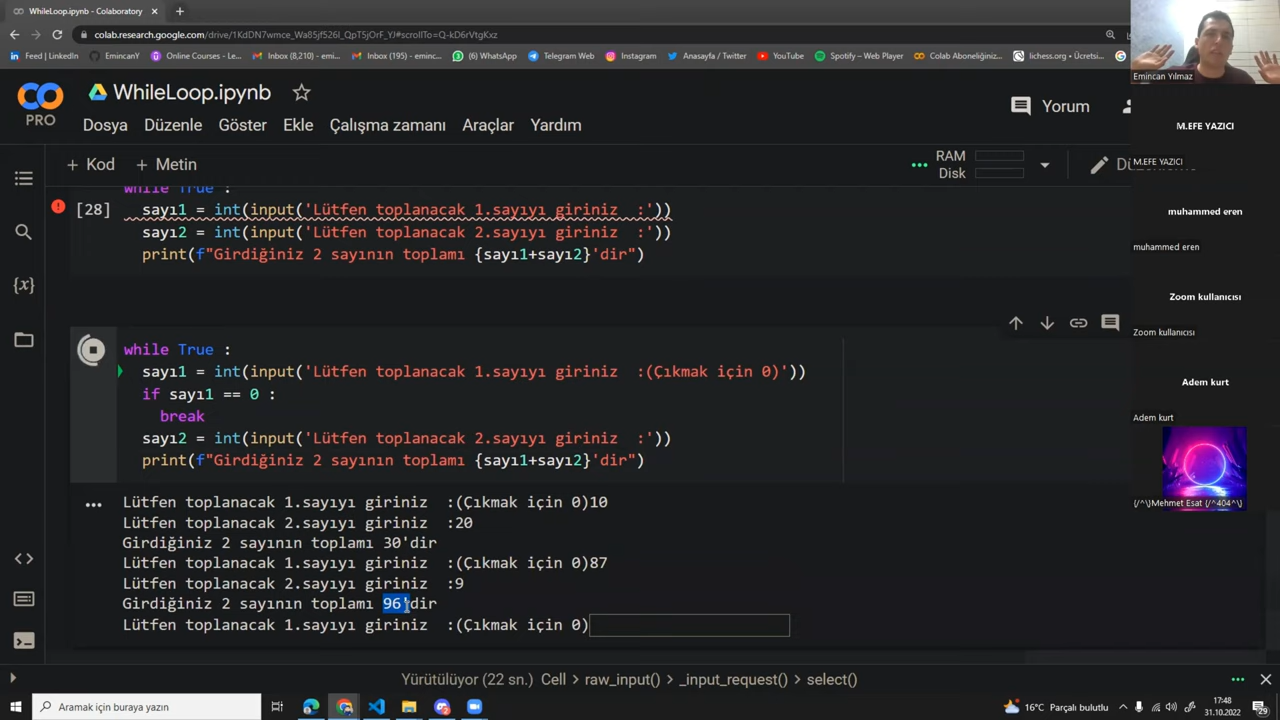 WhileLoop.ipynb - Colaboratory
colab.research.google.com/drive/1KdDN7wmce_Wa85jf526I_QpT5jOrF_YJ#scrollTo=Q-kD6rVtgKxc
Feed | LinkedIn
EmincanY
Online Courses - Le...
Inbox (8,210) - emi...
Inbox (195) - eminc...
(6) WhatsApp
Telegram Web
Instagram
Anasayfa / Twitter
YouTube
Spotify – Web Player
Colab Aboneliğiniz...
lichess.org • Ücretsi...
Emincan Yılmaz
CO
PRO
WhileLoop.ipynb
Yorum
Dosya Düzenle Göster Ekle Çalışma zamanı Araçlar Yardım
+ Kod + Metin
RAM
Disk
M.EFE YAZICI
M.EFE YAZICI
muhammed eren
muhammed eren
Zoom kullanıcısı
Zoom kullanıcısı
Adem kurt
Adem kurt
{/^\}Mehmet Esat {/^404^\}
while True :
[28]
sayı1 = int(input('Lütfen toplanacak 1.sayıyı giriniz  :'))
sayı2 = int(input('Lütfen toplanacak 2.sayıyı giriniz  :'))
print(f"Girdiğiniz 2 sayının toplamı {sayı1+sayı2}'dir")
while True :
sayı1 = int(input('Lütfen toplanacak 1.sayıyı giriniz  :(Çıkmak için 0)'))
if sayı1 == 0 :
break
sayı2 = int(input('Lütfen toplanacak 2.sayıyı giriniz  :'))
print(f"Girdiğiniz 2 sayının toplamı {sayı1+sayı2}'dir")
Lütfen toplanacak 1.sayıyı giriniz  :(Çıkmak için 0)10
Lütfen toplanacak 2.sayıyı giriniz  :20
Girdiğiniz 2 sayının toplamı 30'dir
Lütfen toplanacak 1.sayıyı giriniz  :(Çıkmak için 0)87
Lütfen toplanacak 2.sayıyı giriniz  :9
Girdiğiniz 2 sayının toplamı 96'dir
Lütfen toplanacak 1.sayıyı giriniz  :(Çıkmak için 0)
Yürütülüyor (22 sn.) Cell > raw_input() > _input_request() > select()
Aramak için buraya yazın
16°C Parçalı bulutlu
17:48
31.10.2022
29